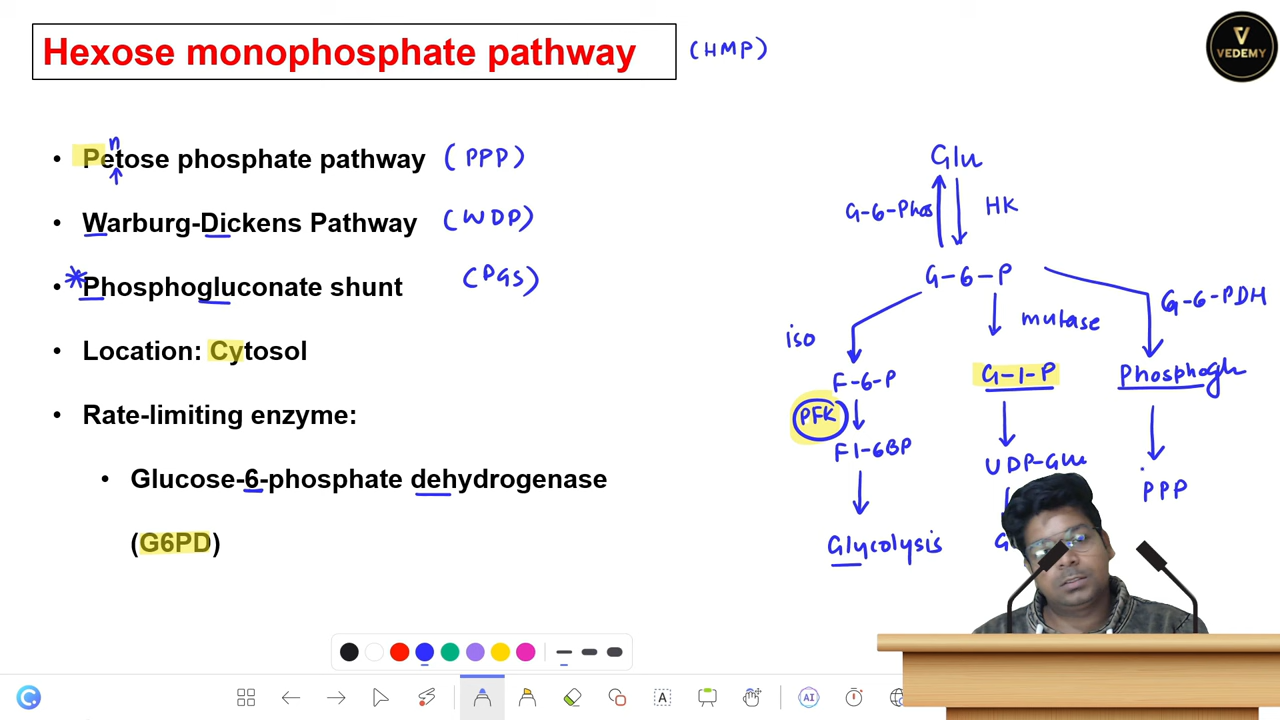 Hexose monophosphate pathway (HMP)
V
VEDEMY
n
• Petose phosphate pathway (PPP)
• Warburg-Dickens Pathway (WDP)
* • Phosphogluconate shunt (PGS)
• Location: Cytosol
• Rate-limiting enzyme:
• Glucose-6-phosphate dehydrogenase
(G6PD)
Glu
G-6-Phos HK
G-6-P
G-6-PDH
iso mutase
F-6-P G-1-P Phosphoglu
PFK
F1-6BP UDP-Glu
PPP
Glycolysis G
A
AI